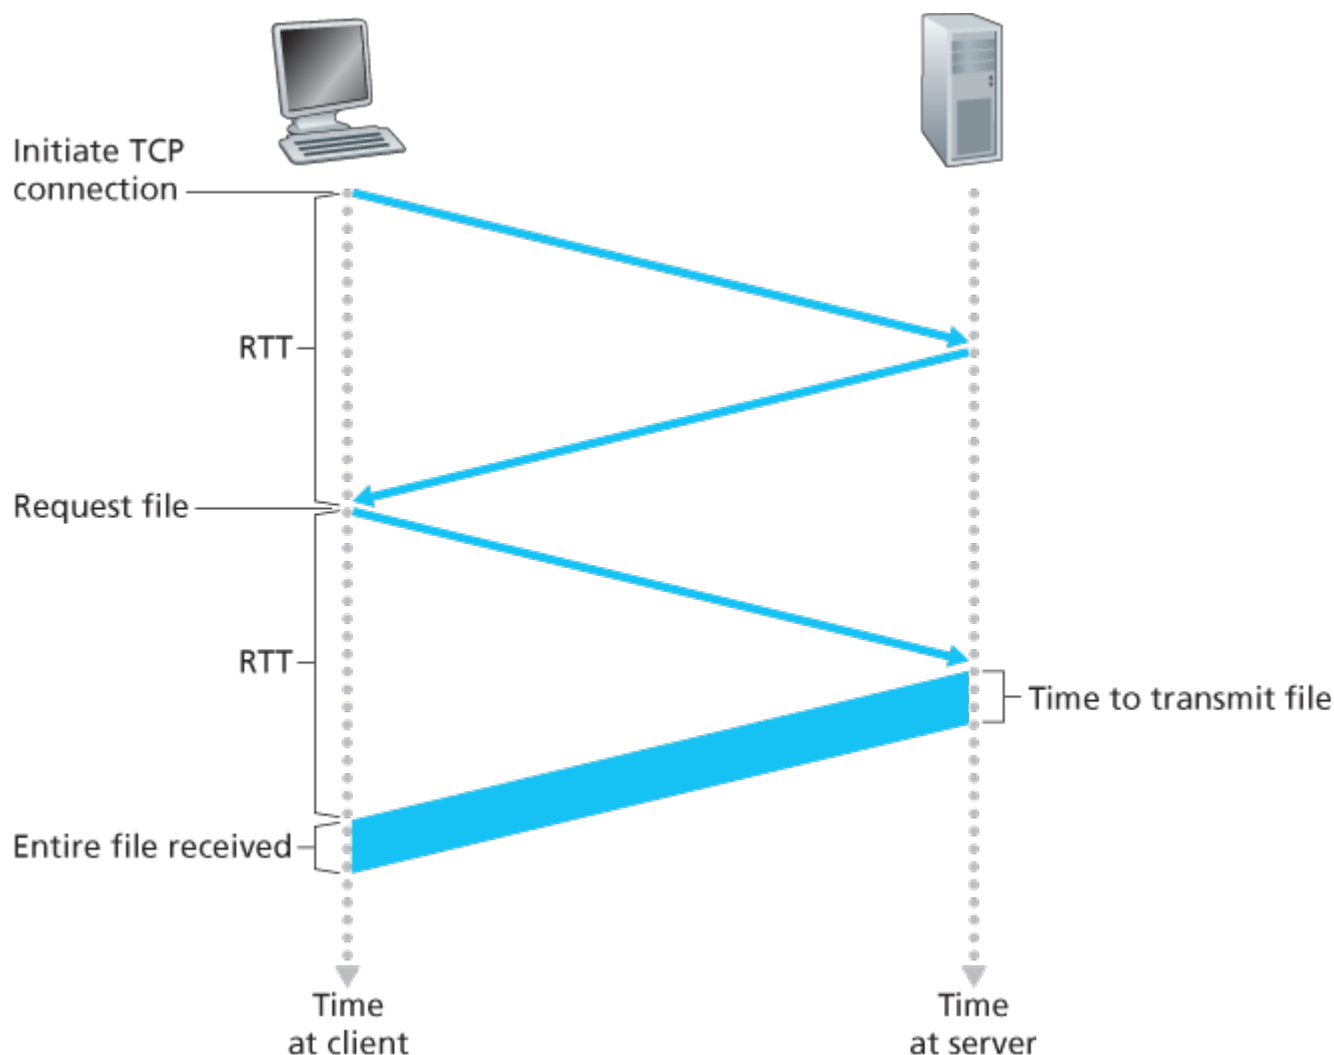 Initiate TCP
connection
RTT
Request file
RTT
Time to transmit file
Entire file received
Time
at client
Time
at server